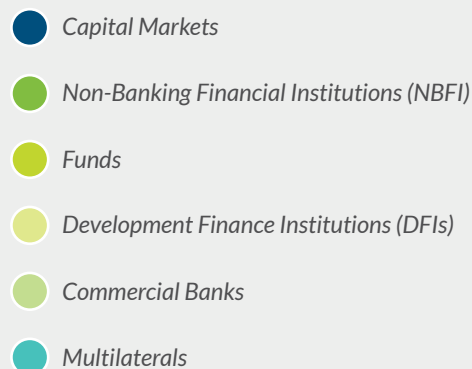 Capital Markets
Non-Banking Financial Institutions (NBFI)
Funds
Development Finance Institutions (DFIs)
Commercial Banks
Multilaterals